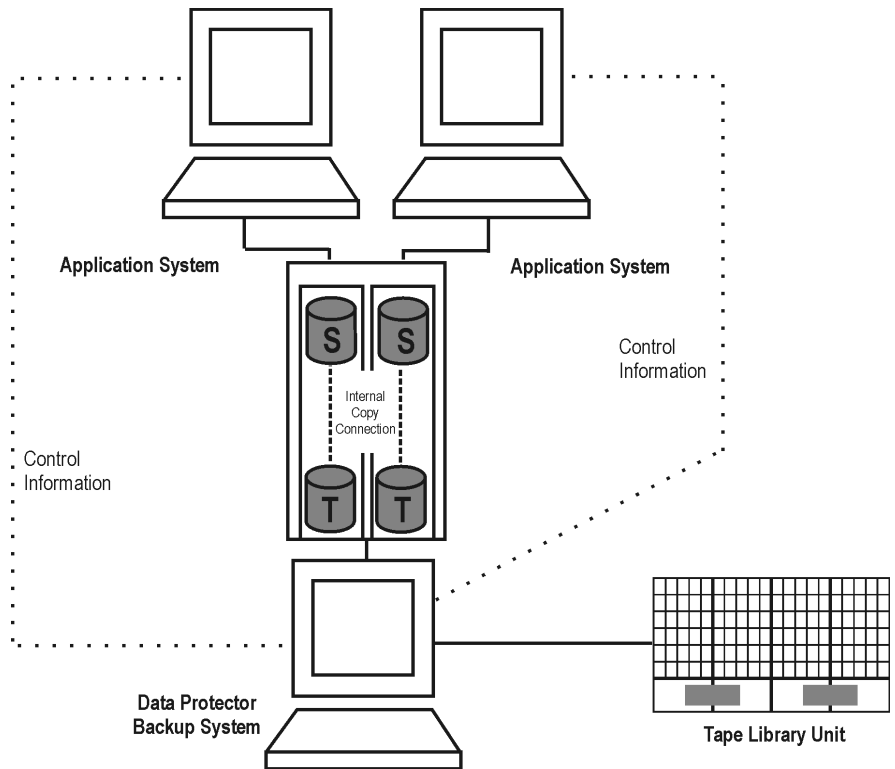 Application System
Application System
S
S
Control
Information
Internal
Copy
Connection
Control
Information
T
T
Data Protector
Backup System
Tape Library Unit